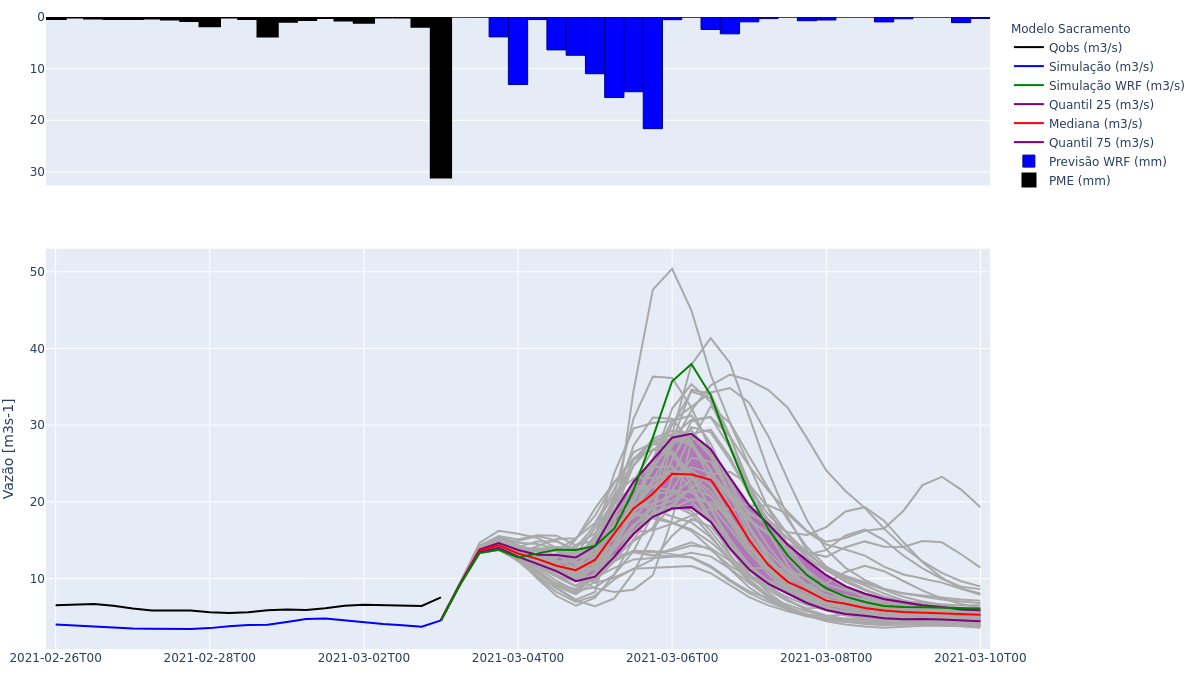 0
10
20
30
Modelo Sacramento
Qobs (m3/s)
Simulação (m3/s)
Simulação WRF (m3/s)
Quantil 25 (m3/s)
Mediana (m3/s)
Quantil 75 (m3/s)
Previsão WRF (mm)
PME (mm)
50
40
30
20
10
Vazão [m3s-1]
2021-02-26T00
2021-02-28T00
2021-03-02T00
2021-03-04T00
2021-03-06T00
2021-03-08T00
2021-03-10T00